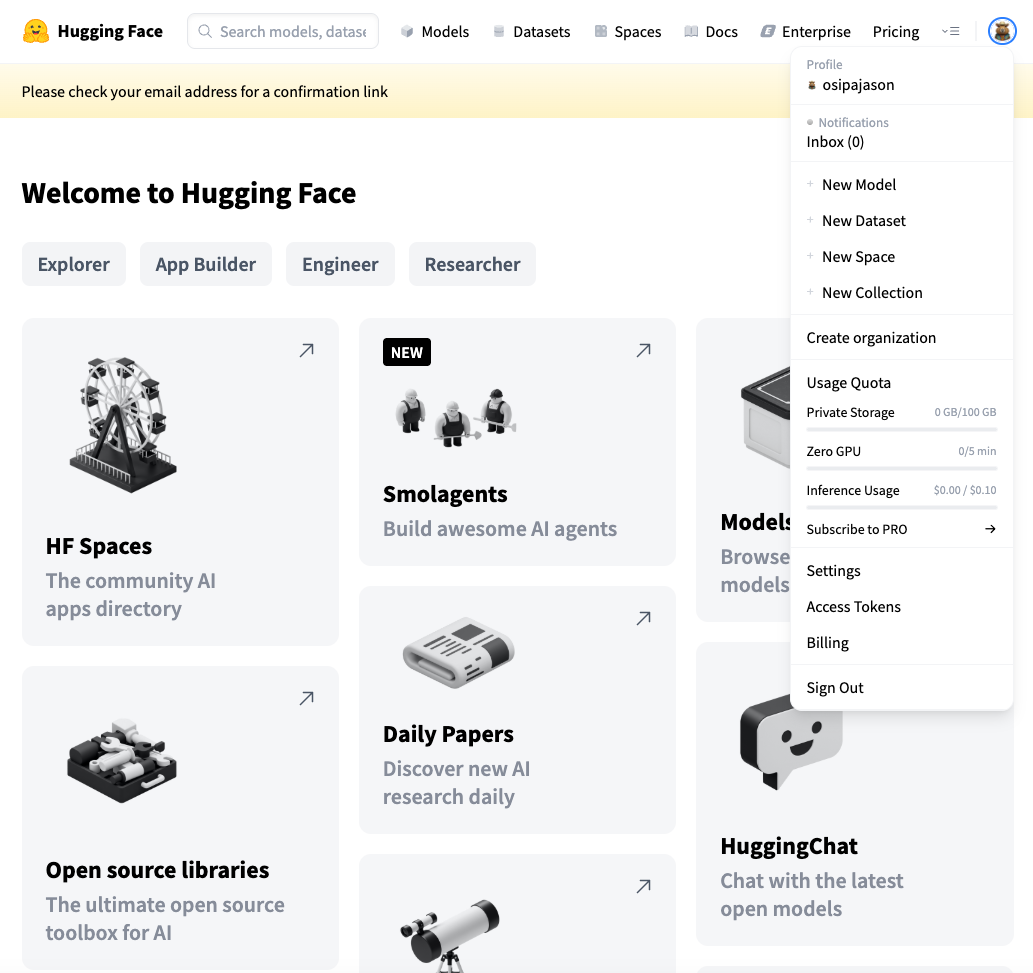 Hugging Face
Search models, datase
Models
Datasets
Spaces
Docs
Enterprise
Pricing
Please check your email address for a confirmation link
Profile
osipajason
Notifications
Inbox (0)
New Model
New Dataset
New Space
New Collection
Create organization
Usage Quota
Private Storage 0 GB/100 GB
Zero GPU 0/5 min
Inference Usage $0.00 / $0.10
Subscribe to PRO →
Settings
Access Tokens
Billing
Sign Out
Welcome to Hugging Face
Explorer
App Builder
Engineer
Researcher
HF Spaces
The community AI
apps directory
NEW
Smolagents
Build awesome AI agents
Models
Browse
models
Open source libraries
The ultimate open source
toolbox for AI
Daily Papers
Discover new AI
research daily
HuggingChat
Chat with the latest
open models